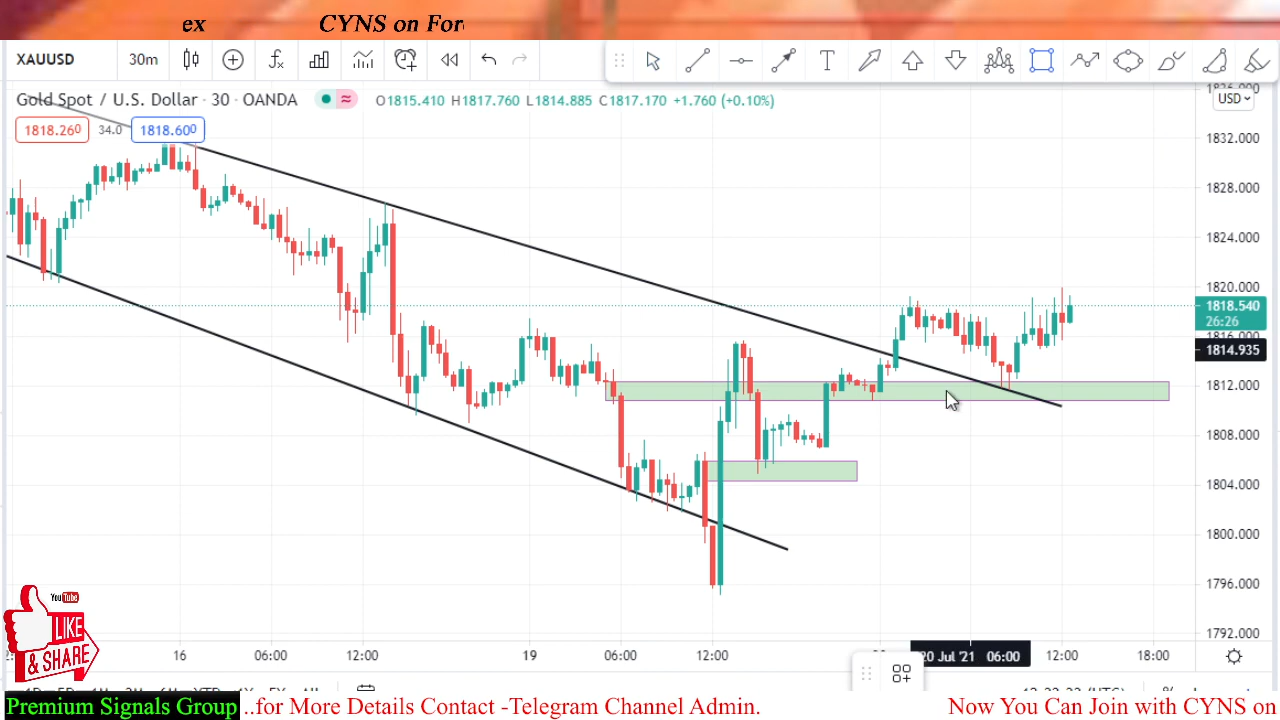 ex CYNS on For
XAUUSD 30m
Gold Spot / U.S. Dollar · 30 · OANDA O1815.410 H1817.760 L1814.885 C1817.170 +1.760 (+0.10%)
USD
1818.260 34.0 1818.600
1832.000
1828.000
1824.000
1820.000
1818.540
26:26
1816.000
1814.935
1812.000
1808.000
1804.000
1800.000
1796.000
1792.000
16 06:00 12:00 19 06:00 12:00 20 Jul '21 06:00 12:00 18:00
YouTube
LIKE
& SHARE
Premium Signals Group ..for More Details Contact -Telegram Channel Admin. Now You Can Join with CYNS on